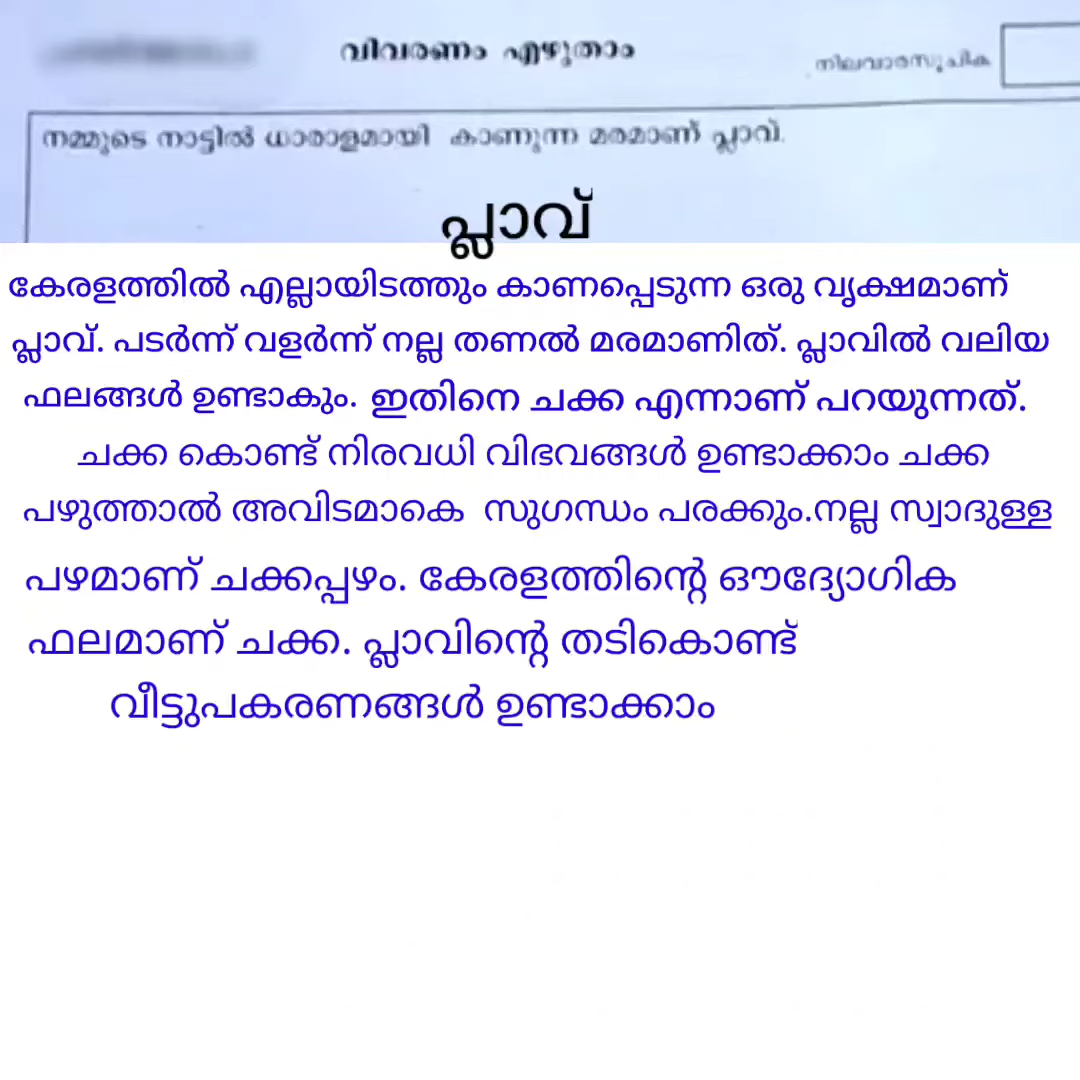 വിവരണം എഴുതാം
നിലവാരസൂചിക
നമ്മുടെ നാട്ടിൽ ധാരാളമായി കാണുന്ന മരമാണ് പ്ലാവ്.
പ്ലാവ്
കേരളത്തിൽ എല്ലായിടത്തും കാണപ്പെടുന്ന ഒരു വൃക്ഷമാണ്
പ്ലാവ്. പടർന്ന് വളർന്ന് നല്ല തണൽ മരമാണിത്. പ്ലാവിൽ വലിയ
ഫലങ്ങൾ ഉണ്ടാകും. ഇതിനെ ചക്ക എന്നാണ് പറയുന്നത്.
ചക്ക കൊണ്ട് നിരവധി വിഭവങ്ങൾ ഉണ്ടാക്കാം ചക്ക
പഴുത്താൽ അവിടമാകെ സുഗന്ധം പരക്കും.നല്ല സ്വാദുള്ള
പഴമാണ് ചക്കപ്പഴം. കേരളത്തിന്റെ ഔദ്യോഗിക
ഫലമാണ് ചക്ക. പ്ലാവിന്റെ തടികൊണ്ട്
വീട്ടുപകരണങ്ങൾ ഉണ്ടാക്കാം